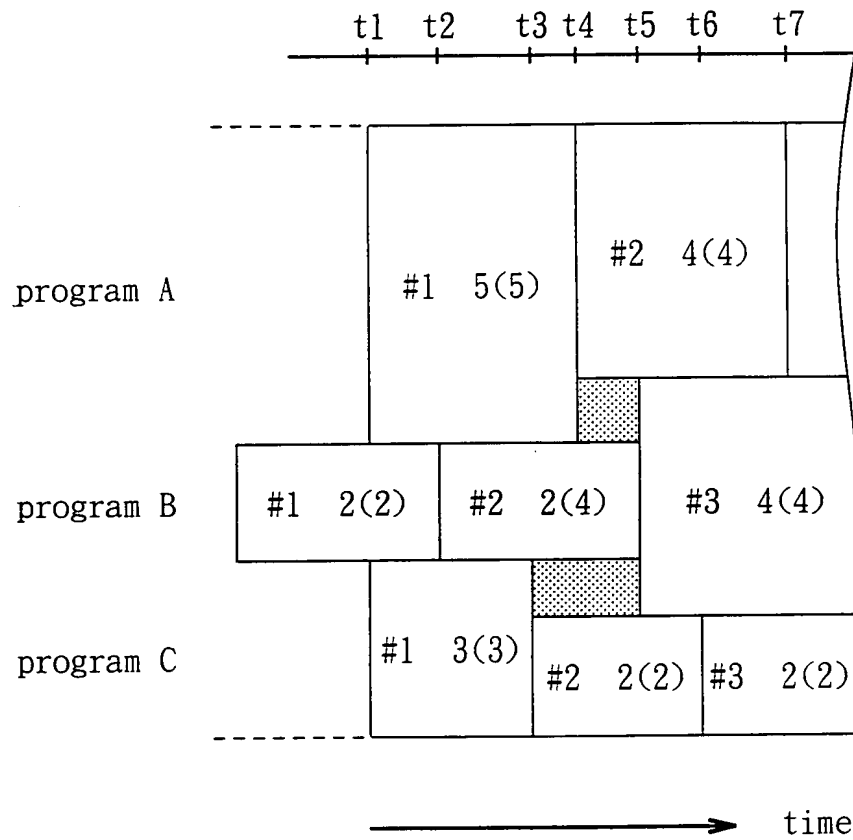 t1 t2 t3 t4 t5 t6 t7
program A
#1 5(5)
#2 4(4)
program B
#1 2(2)
#2 2(4)
#3 4(4)
program C
#1 3(3)
#2 2(2)
#3 2(2)
time